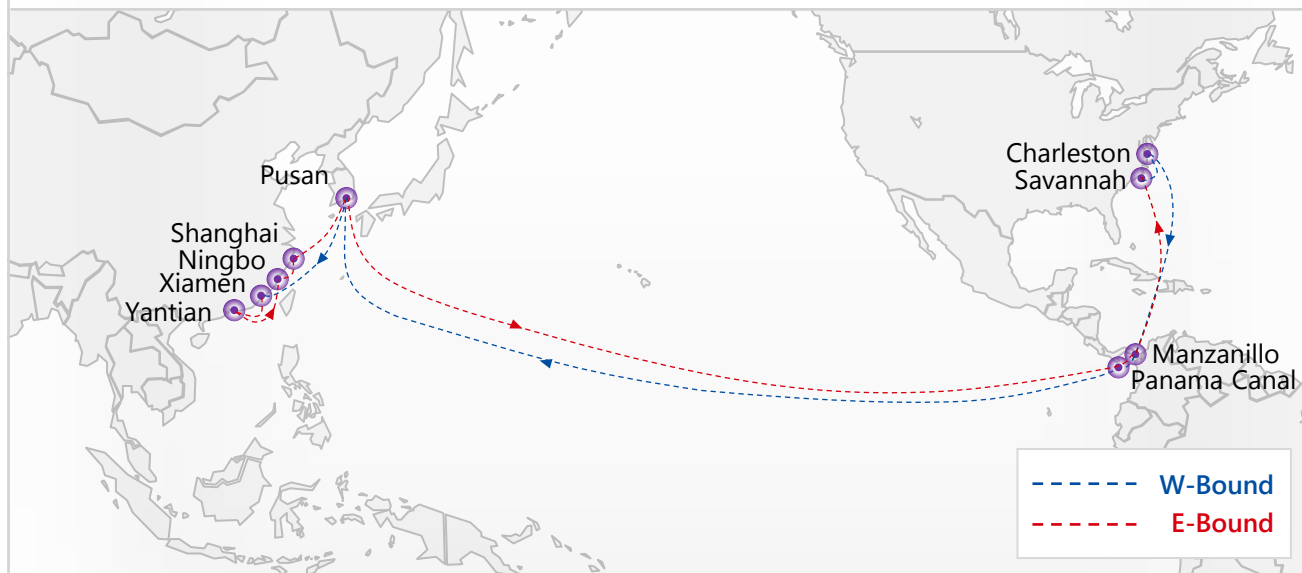 Pusan
Shanghai
Ningbo
Xiamen
Yantian
Charleston
Savannah
Manzanillo
Panama Canal
W-Bound
E-Bound